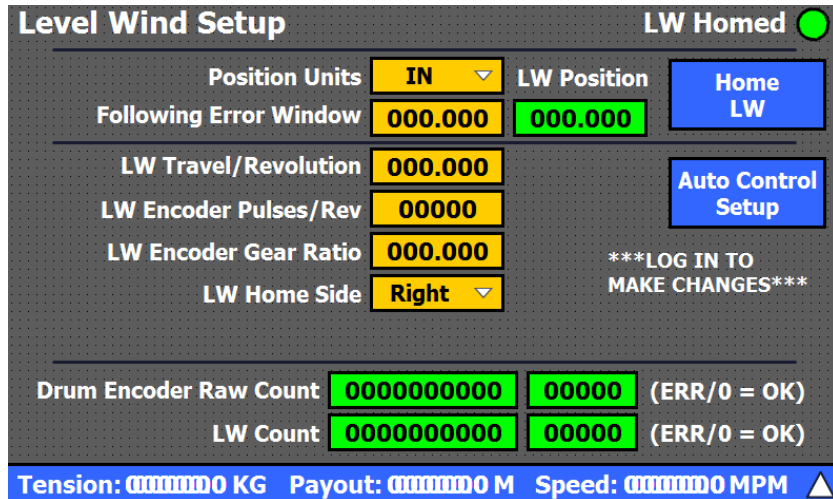 Level Wind Setup LW Homed
Position Units IN LW Position Home LW
Following Error Window 000.000 000.000
LW Travel/Revolution 000.000
Auto Control Setup
LW Encoder Pulses/Rev 00000
LW Encoder Gear Ratio 000.000
***LOG IN TO
MAKE CHANGES***
LW Home Side Right
Drum Encoder Raw Count 0000000000 00000 (ERR/0 = OK)
LW Count 0000000000 00000 (ERR/0 = OK)
Tension: KG Payout: M Speed: MPM